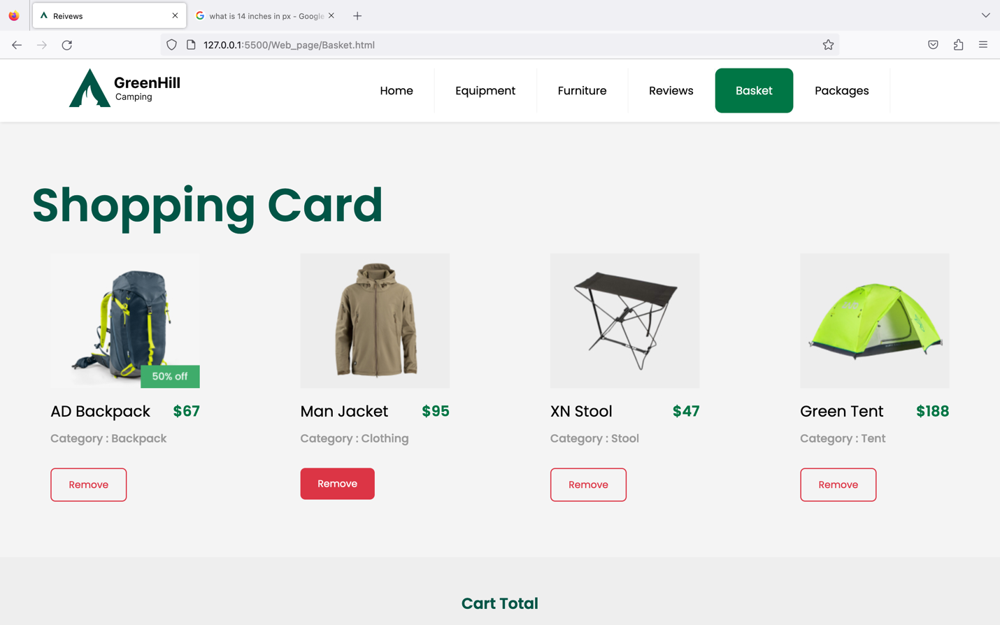 Reivews
what is 14 inches in px - Google
127.0.0.1:5500/Web_page/Basket.html
GreenHill
Camping
Home
Equipment
Furniture
Reviews
Basket
Packages
Shopping Card
50% off
AD Backpack $67
Category : Backpack
Remove
Man Jacket $95
Category : Clothing
Remove
XN Stool $47
Category : Stool
Remove
Green Tent $188
Category : Tent
Remove
Cart Total